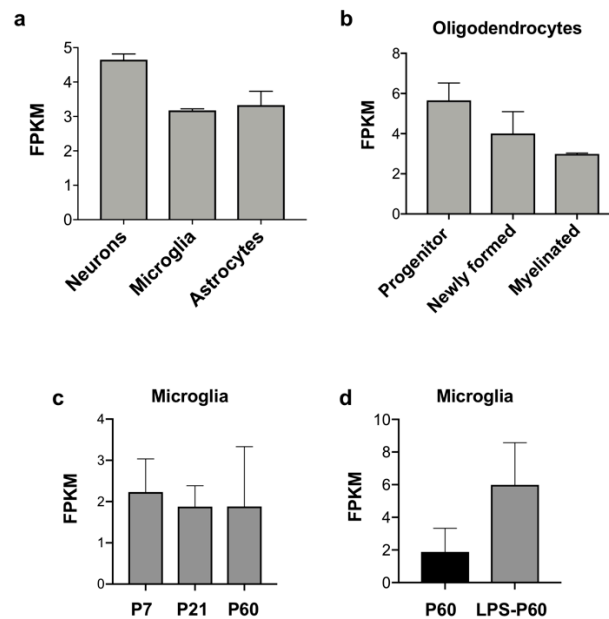 a
5
4
3
2
1
0
FPKM
Neurons
Microglia
Astrocytes
b
Oligodendrocytes
8
6
4
2
0
FPKM
Progenitor
Newly formed
Myelinated
c
Microglia
4
3
2
1
0
FPKM
P7 P21 P60
d
Microglia
10
8
6
4
2
0
FPKM
P60 LPS-P60